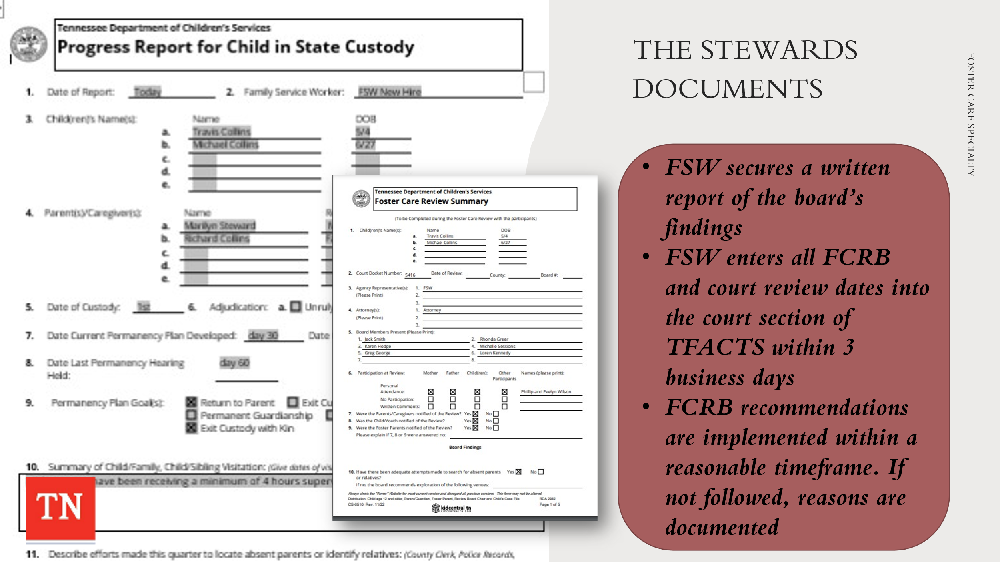 Tennessee Department of Children's Services
Progress Report for Child in State Custody
1. Date of Report: Today 2. Family Service Worker: FSW New Hire
3. Child(ren)'s Name(s): Name DOB
a. Travis Collins 5/4
b. Michael Collins 6/27
c.
d.
e.
4. Parent(s)/Caregiver(s): Name
a. Marilyn Steward
b. Richard Collins
c.
d.
e.
5. Date of Custody: 1st 6. Adjudication: a. Unruly
7. Date Current Permanency Plan Developed: day 30 Date
8. Date Last Permanency Hearing day 60
Held:
9. Permanency Plan Goal(s): Return to Parent Exit Cu
Permanent Guardianship
Exit Custody with Kin
10. Summary of Child/Family, Child/Sibling Visitation: (Give dates of vis
have been receiving a minimum of 4 hours superv
TN
11. Describe efforts made this quarter to locate absent parents or identify relatives: (County Clerk, Police Records,
Tennessee Department of Children's Services
Foster Care Review Summary
(To be Completed during the Foster Care Review with the participants)
1. Child(ren)'s Name(s): Name DOB
a. Travis Collins 5/4
b. Michael Collins 6/27
c.
d.
e.
2. Court Docket Number: 5416 Date of Review: County: Board #:
3. Agency Representative(s): 1. FSW
(Please Print) 2.
3.
4. Attorney(s): 1. Attorney
(Please Print) 2.
3.
5. Board Members Present (Please Print):
1. Jack Smith 2. Rhonda Greer
3. Karen Hodge 4. Michelle Sessions
5. Greg George 6. Loren Kennedy
7. 8.
6. Participation at Review: Mother Father Child(ren): Other Names (please print):
Participants
Personal
Attendance: Phillip and Evelyn Wilson
No Participation:
Written Comments:
7. Were the Parents/Caregivers notified of the Review? Yes No
8. Was the Child/Youth notified of the Review? Yes No
9. Were the Foster Parents notified of the Review? Yes No
Please explain if 7, 8 or 9 were answered no:
Board Findings
10. Have there been adequate attempts made to search for absent parents Yes No
or relatives?
If no, the board recommends exploration of the following venues:
Always check the "Forms" Website for most current version and disregard all previous versions. This form may not be altered.
Distribution: Child age 12 and older, Parent/Guardian, Foster Parent, Review Board Chair and Child's Case File RDA 2982
CS-0510, Rev. 11/22 Page 1 of 5
kidcentral tn
KIDCENTRALTN.COM
THE STEWARDS
DOCUMENTS
• FSW secures a written
report of the board's
findings
• FSW enters all FCRB
and court review dates into
the court section of
TFACTS within 3
business days
• FCRB recommendations
are implemented within a
reasonable timeframe. If
not followed, reasons are
documented
FOSTER CARE SPECIALTY